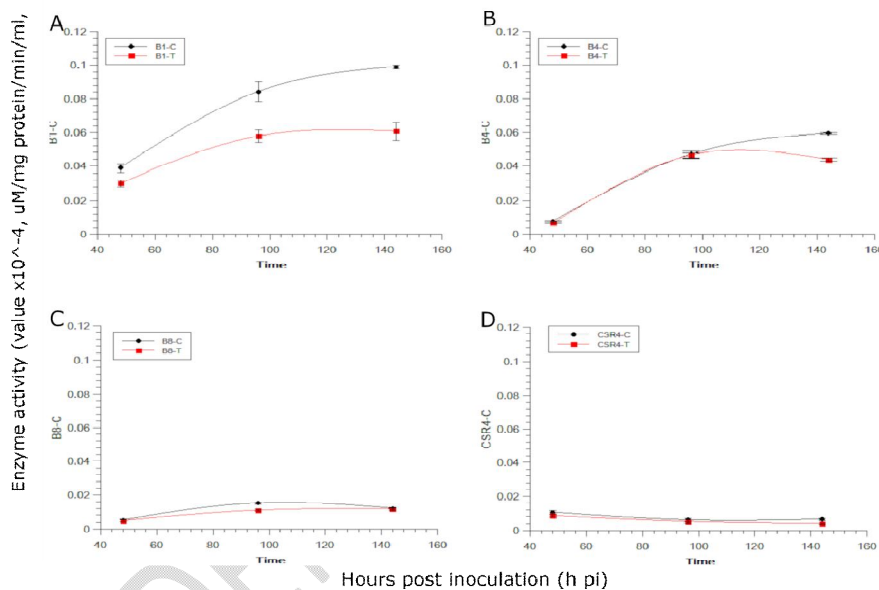 Enzyme activity (value x10^-4, uM/mg protein/min/ml,
A
B1-C
B1-T
0.12
0.1
0.08
0.06
0.04
0.02
0
B1-C
40 60 80 100 120 140 160
Time
B
B4-C
B4-T
0.12
0.1
0.08
0.06
0.04
0.02
0
B4-C
40 60 80 100 120 140 160
Time
C
B8-C
B8-T
0.12
0.1
0.08
0.06
0.04
0.02
0
B8-C
40 60 80 100 120 140 160
Time
D
CSR4-C
CSR4-T
0.12
0.1
0.08
0.06
0.04
0.02
0
CSR4-C
40 60 80 100 120 140 160
Time
Hours post inoculation (h pi)